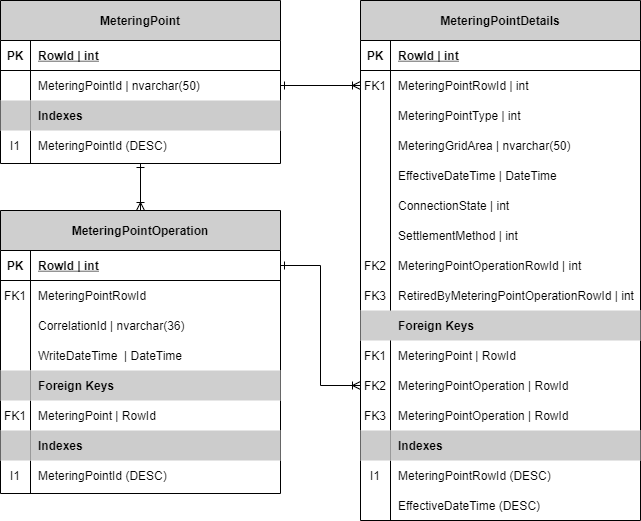 MeteringPoint
PK RowId | int
MeteringPointId | nvarchar(50)
Indexes
I1 MeteringPointId (DESC)
MeteringPointOperation
PK RowId | int
FK1 MeteringPointRowId
CorrelationId | nvarchar(36)
WriteDateTime | DateTime
Foreign Keys
FK1 MeteringPoint | RowId
Indexes
I1 MeteringPointId (DESC)
MeteringPointDetails
PK RowId | int
FK1 MeteringPointRowId | int
MeteringPointType | int
MeteringGridArea | nvarchar(50)
EffectiveDateTime | DateTime
ConnectionState | int
SettlementMethod | int
FK2 MeteringPointOperationRowId | int
FK3 RetiredByMeteringPointOperationRowId | int
Foreign Keys
FK1 MeteringPoint | RowId
FK2 MeteringPointOperation | RowId
FK3 MeteringPointOperation | RowId
Indexes
I1 MeteringPointRowId (DESC)
EffectiveDateTime (DESC)